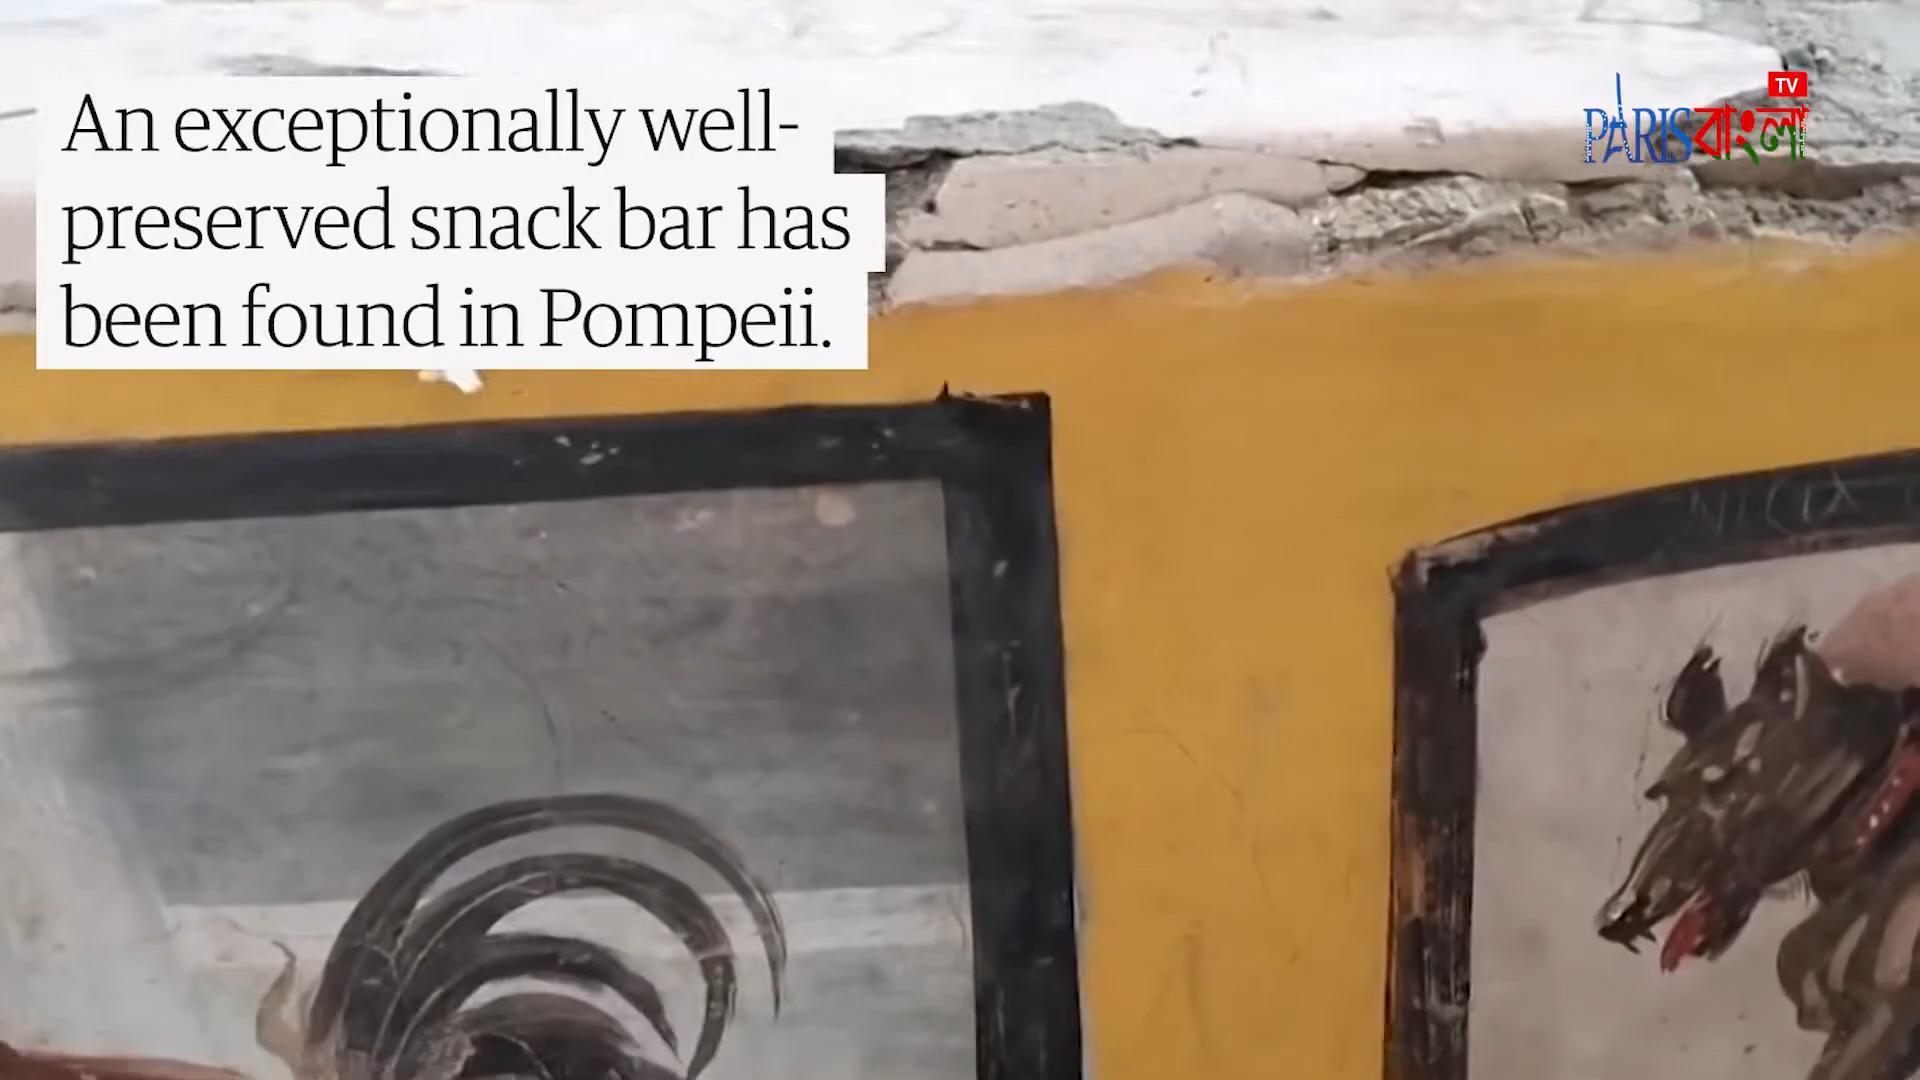 An exceptionally well-
preserved snack bar has
been found in Pompeii.
TV
PARISবাংলা